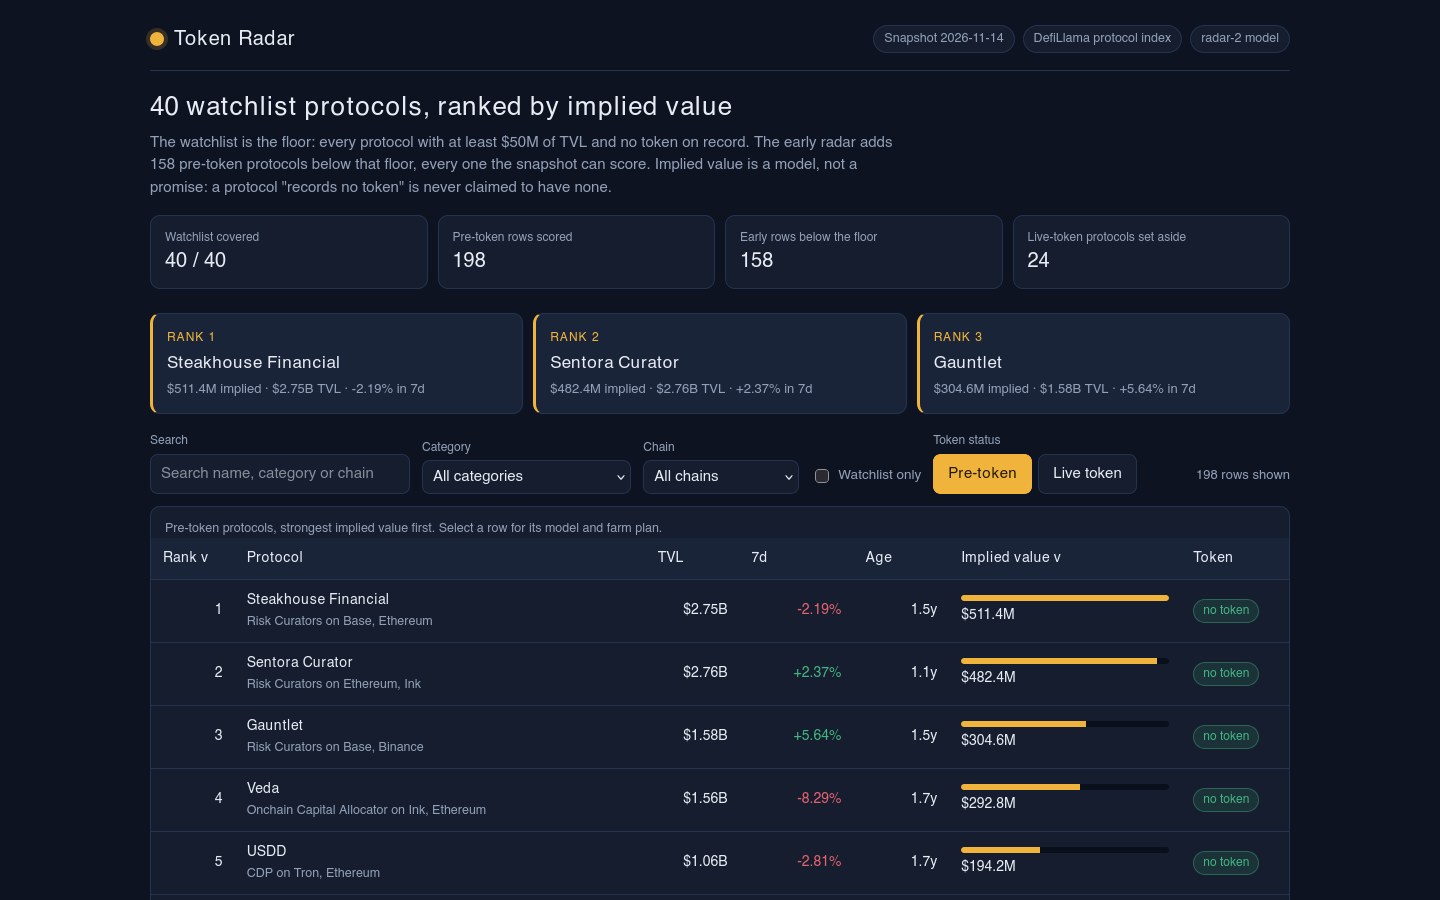 Token Radar
Snapshot 2026-11-14
DefiLlama protocol index
radar-2 model
40 watchlist protocols, ranked by implied value
The watchlist is the floor: every protocol with at least $50M of TVL and no token on record. The early radar adds
158 pre-token protocols below that floor, every one the snapshot can score. Implied value is a model, not a
promise: a protocol "records no token" is never claimed to have none.
Watchlist covered
40 / 40
Pre-token rows scored
198
Early rows below the floor
158
Live-token protocols set aside
24
RANK 1
Steakhouse Financial
$511.4M implied · $2.75B TVL · -2.19% in 7d
RANK 2
Sentora Curator
$482.4M implied · $2.76B TVL · +2.37% in 7d
RANK 3
Gauntlet
$304.6M implied · $1.58B TVL · +5.64% in 7d
Search
Search name, category or chain
Category
All categories
Chain
All chains
Watchlist only
Token status
Pre-token
Live token
198 rows shown
Pre-token protocols, strongest implied value first. Select a row for its model and farm plan.
Rank v Protocol TVL 7d Age Implied value v Token
1 Steakhouse Financial $2.75B -2.19% 1.5y $511.4M no token
Risk Curators on Base, Ethereum
2 Sentora Curator $2.76B +2.37% 1.1y $482.4M no token
Risk Curators on Ethereum, Ink
3 Gauntlet $1.58B +5.64% 1.5y $304.6M no token
Risk Curators on Base, Binance
4 Veda $1.56B -8.29% 1.7y $292.8M no token
Onchain Capital Allocator on Ink, Ethereum
5 USDD $1.06B -2.81% 1.7y $194.2M no token
CDP on Tron, Ethereum